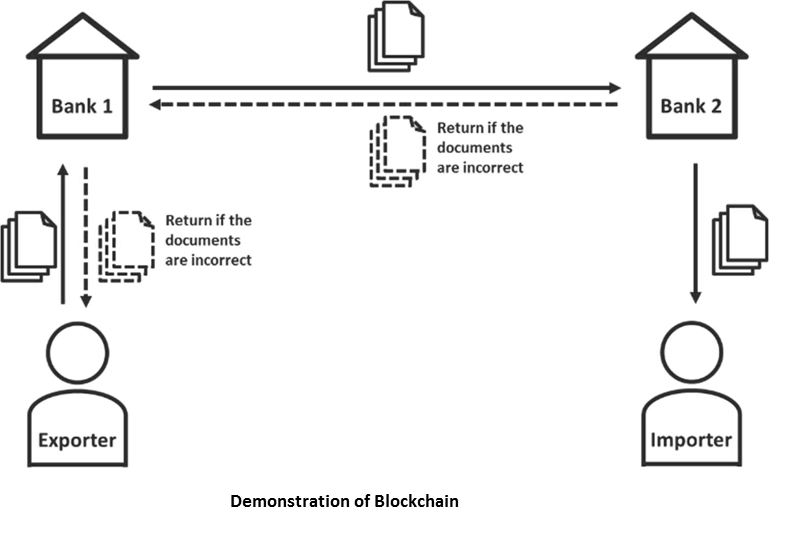 Bank 1
Bank 2
Return if the
documents
are incorrect
Return if the
documents
are incorrect
Exporter
Importer
Demonstration of Blockchain